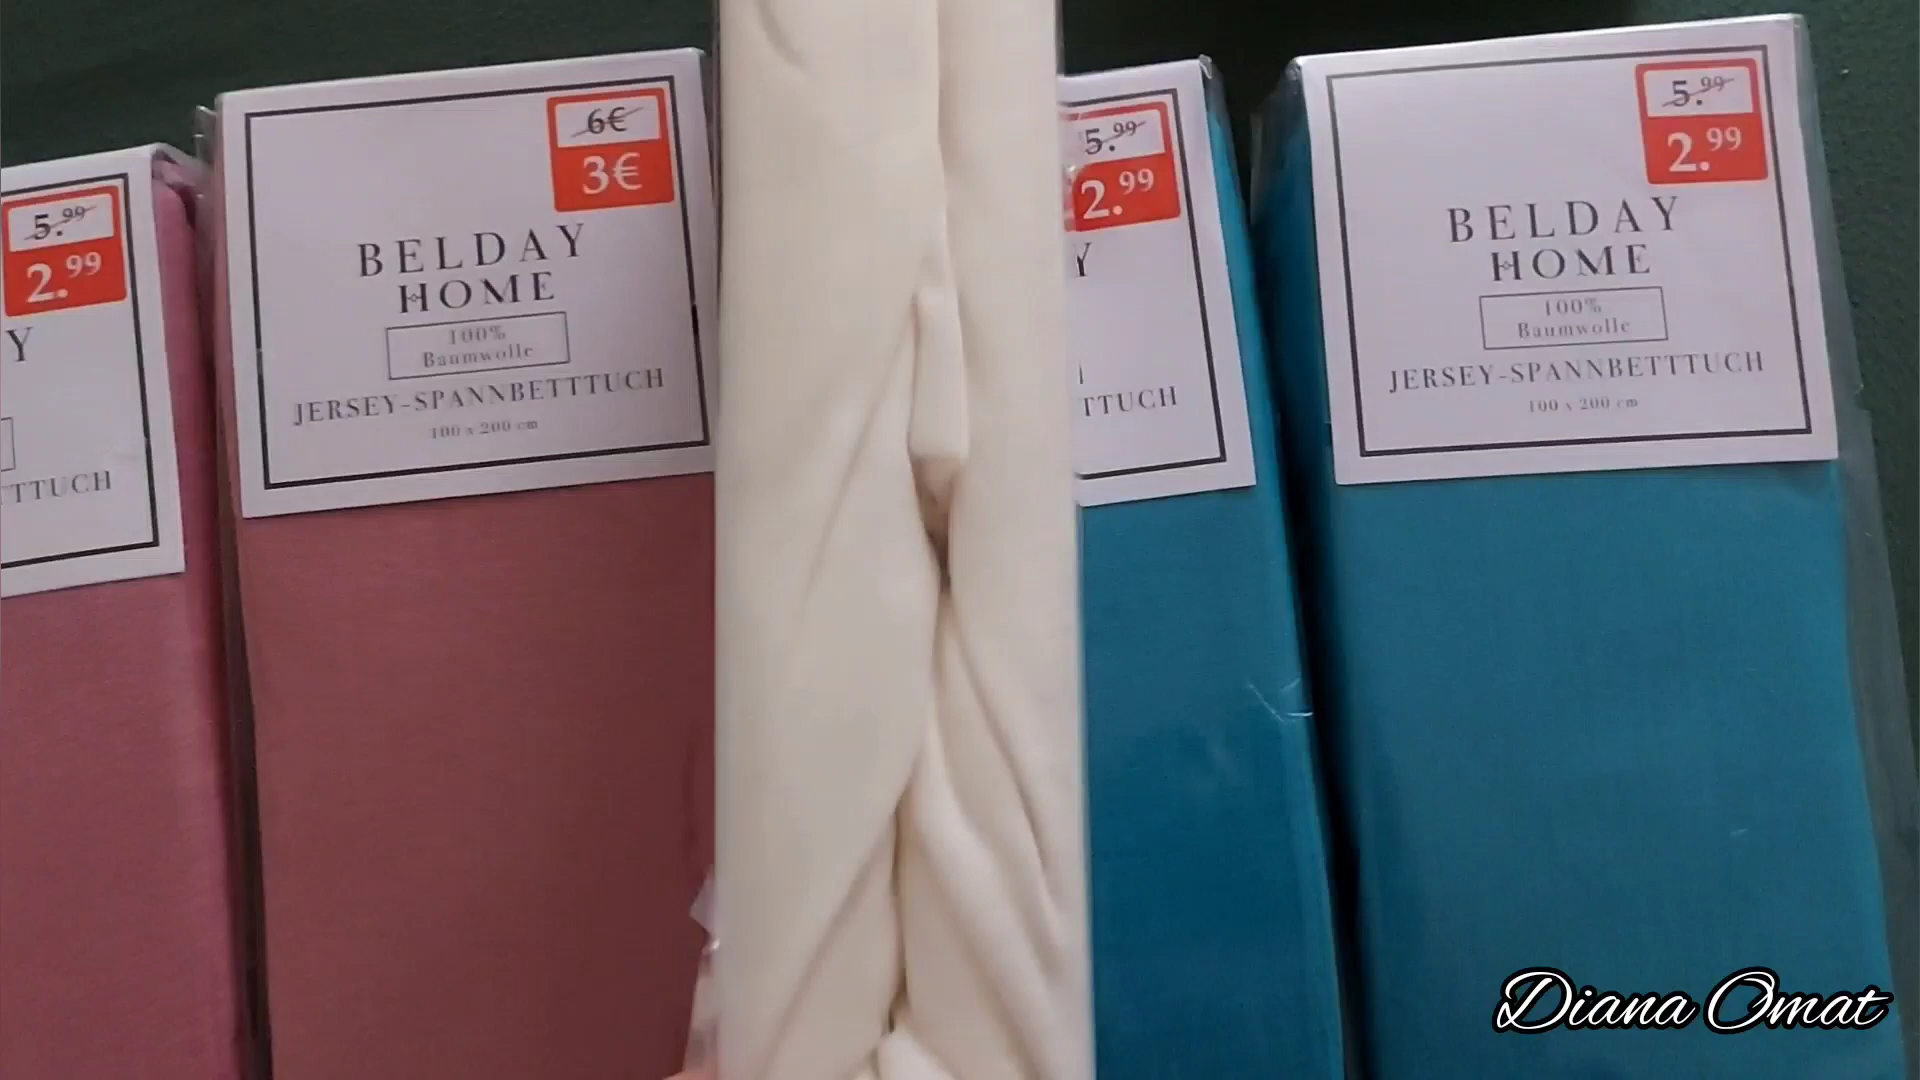 5.99
2.99
Y
TTUCH
6€
3€
BELDAY
HOME
100%
Baumwolle
JERSEY-SPANNBETTTUCH
100 x 200 cm
5.99
2.99
Y
TTUCH
5.99
2.99
BELDAY
HOME
100%
Baumwolle
JERSEY-SPANNBETTTUCH
100 x 200 cm
Diana Omat